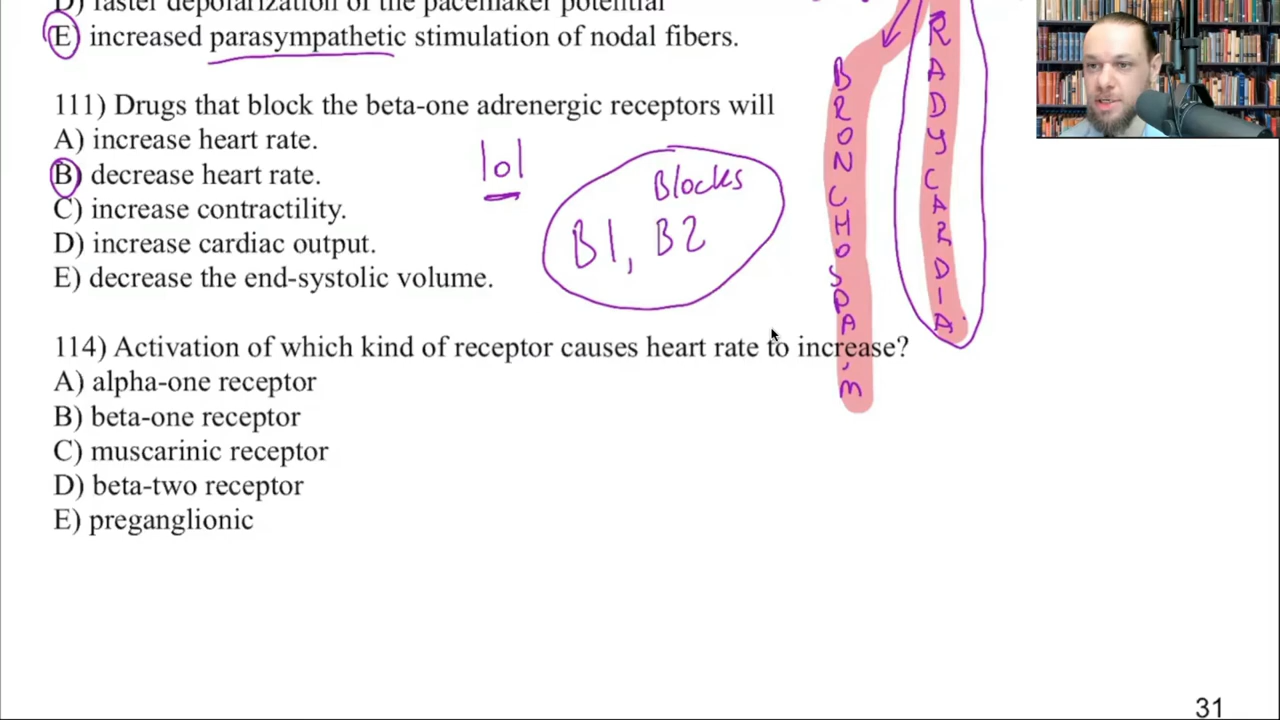 D) faster depolarization of the pacemaker potential
E) increased parasympathetic stimulation of nodal fibers.
111) Drugs that block the beta-one adrenergic receptors will
A) increase heart rate.
B) decrease heart rate.
C) increase contractility.
D) increase cardiac output.
E) decrease the end-systolic volume.
lol
Blocks
B1, B2
BRONCHOSPASM
RADYCARDIA
114) Activation of which kind of receptor causes heart rate to increase?
A) alpha-one receptor
B) beta-one receptor
C) muscarinic receptor
D) beta-two receptor
E) preganglionic
31